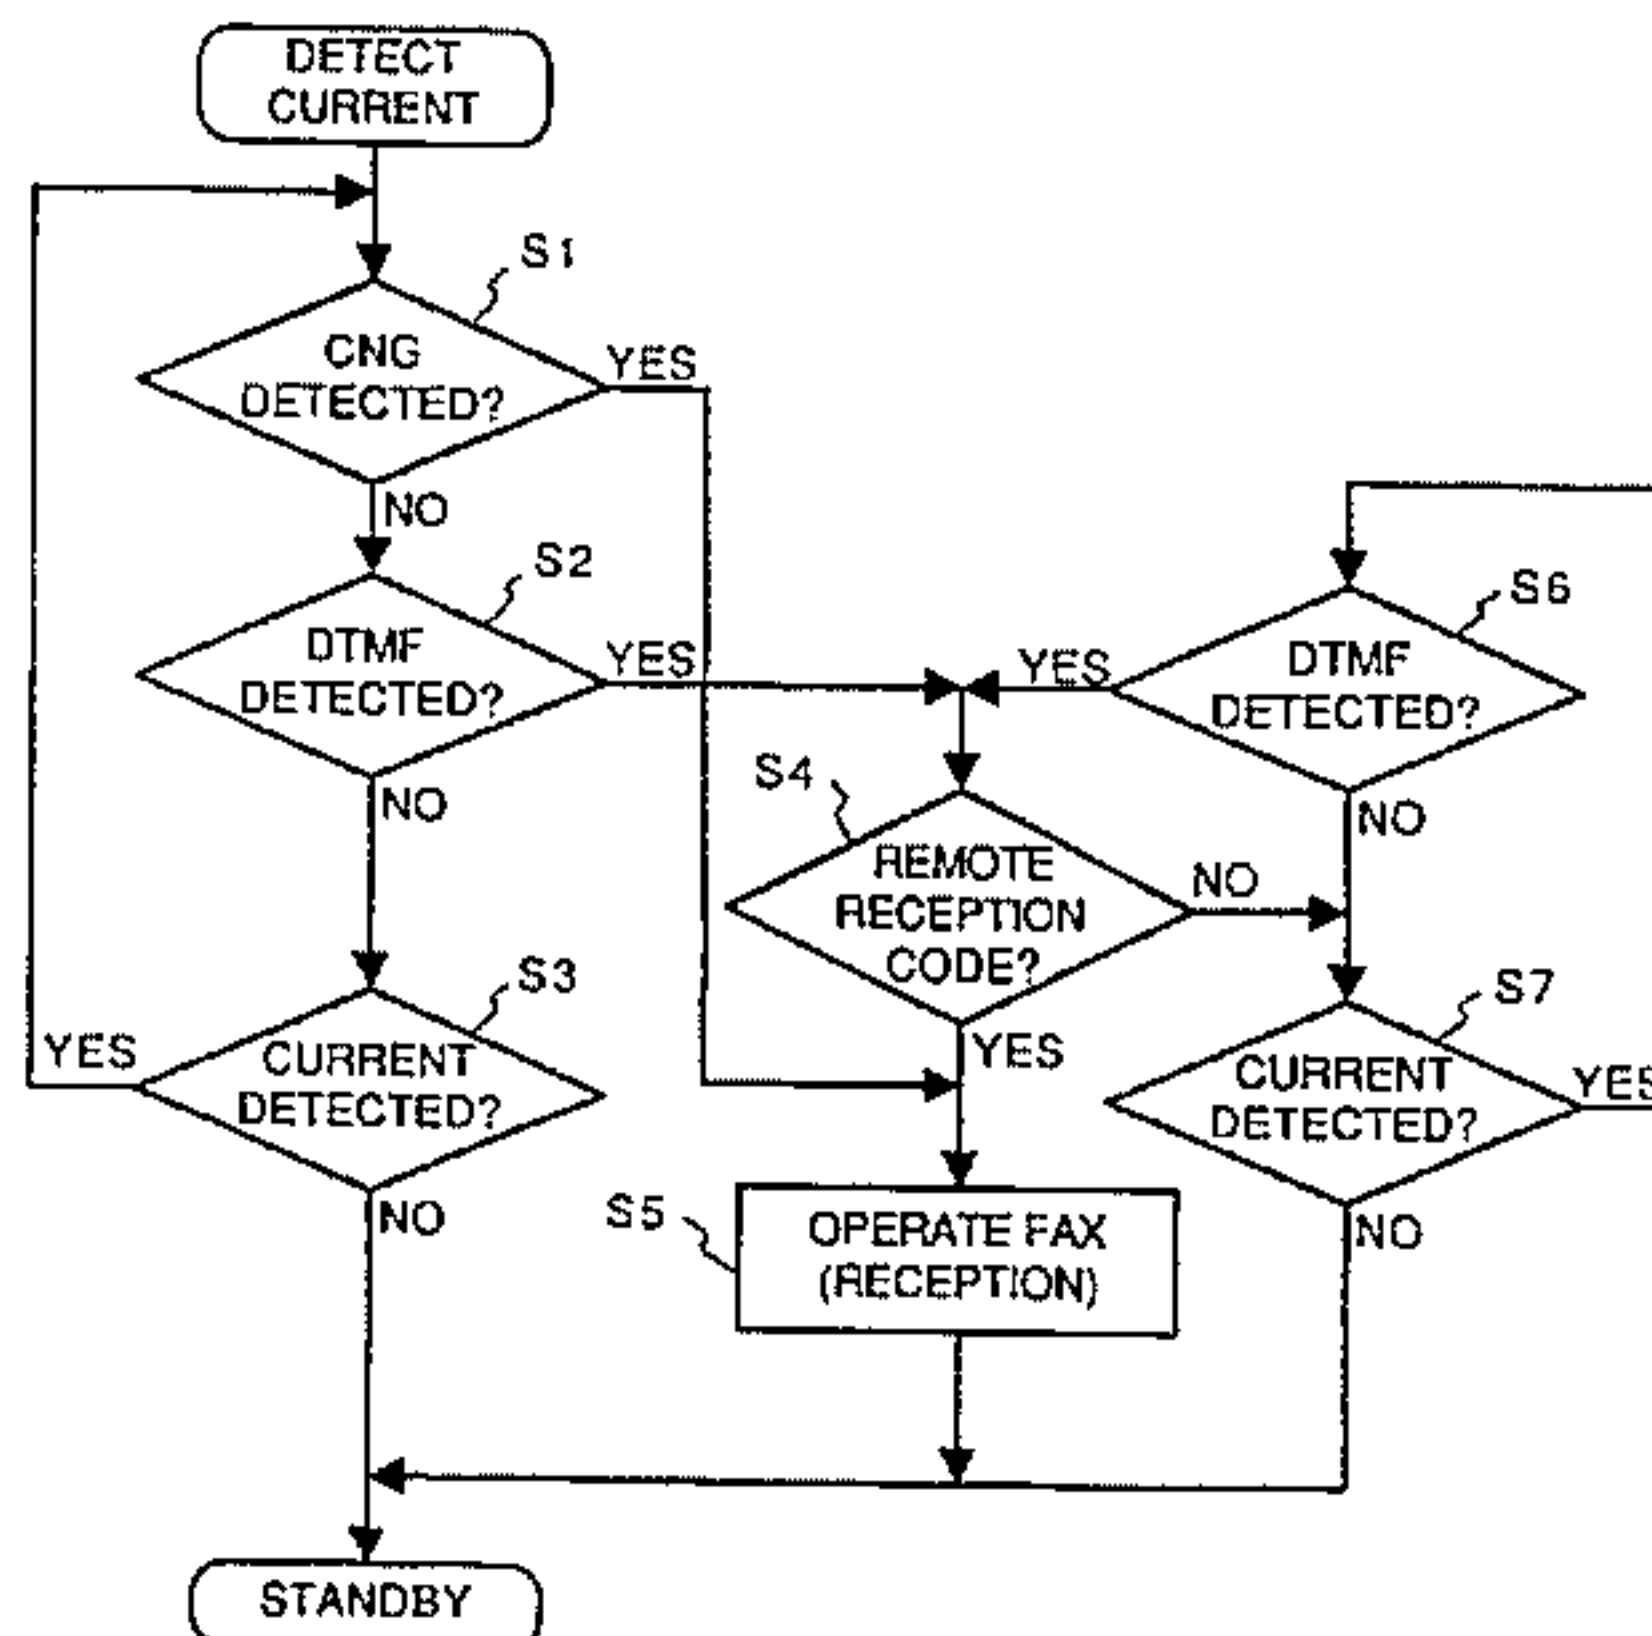 DETECT
CURRENT
S1
CNG
DETECTED?
YES
NO
S2
DTMF
DETECTED?
YES
NO
S3
CURRENT
DETECTED?
YES
NO
S4
REMOTE
RECEPTION
CODE?
NO
YES
S5
OPERATE FAX
(RECEPTION)
S6
DTMF
DETECTED?
YES
NO
S7
CURRENT
DETECTED?
YES
NO
STANDBY